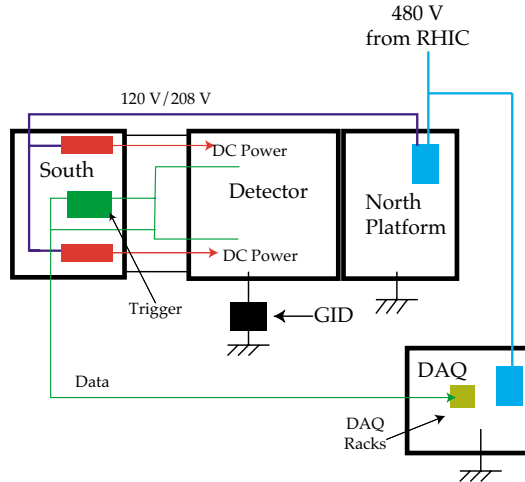 480 V
from RHIC
120 V/208 V
South
DC Power
Detector
North
Platform
DC Power
Trigger
GID
Data
DAQ
DAQ
Racks